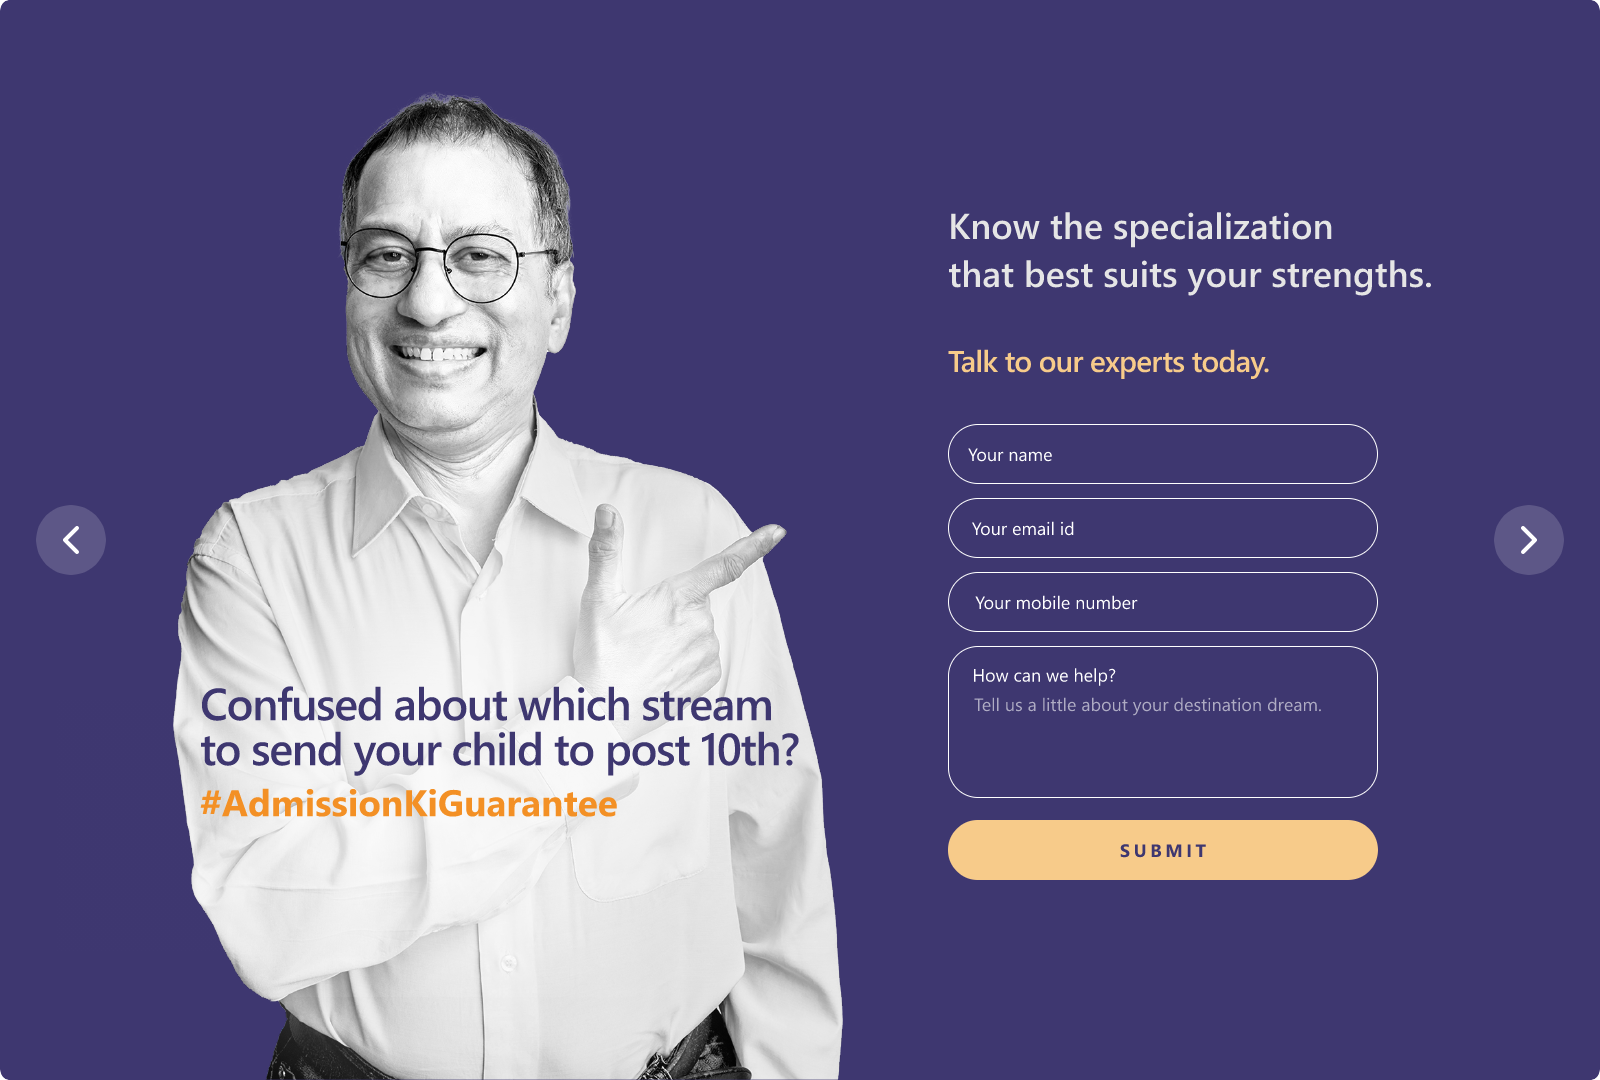 Know the specialization
that best suits your strengths.
Talk to our experts today.
Your name
Your email id
Your mobile number
How can we help?
Tell us a little about your destination dream.
SUBMIT
Confused about which stream
to send your child to post 10th?
#AdmissionKiGuarantee